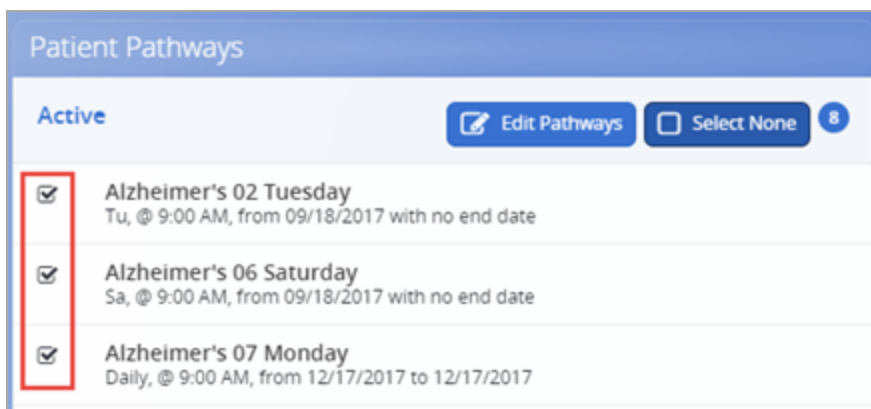 Patient Pathways
Active
Edit Pathways
Select None
8
Alzheimer's 02 Tuesday
Tu, @ 9:00 AM, from 09/18/2017 with no end date
Alzheimer's 06 Saturday
Sa, @ 9:00 AM, from 09/18/2017 with no end date
Alzheimer's 07 Monday
Daily, @ 9:00 AM, from 12/17/2017 to 12/17/2017